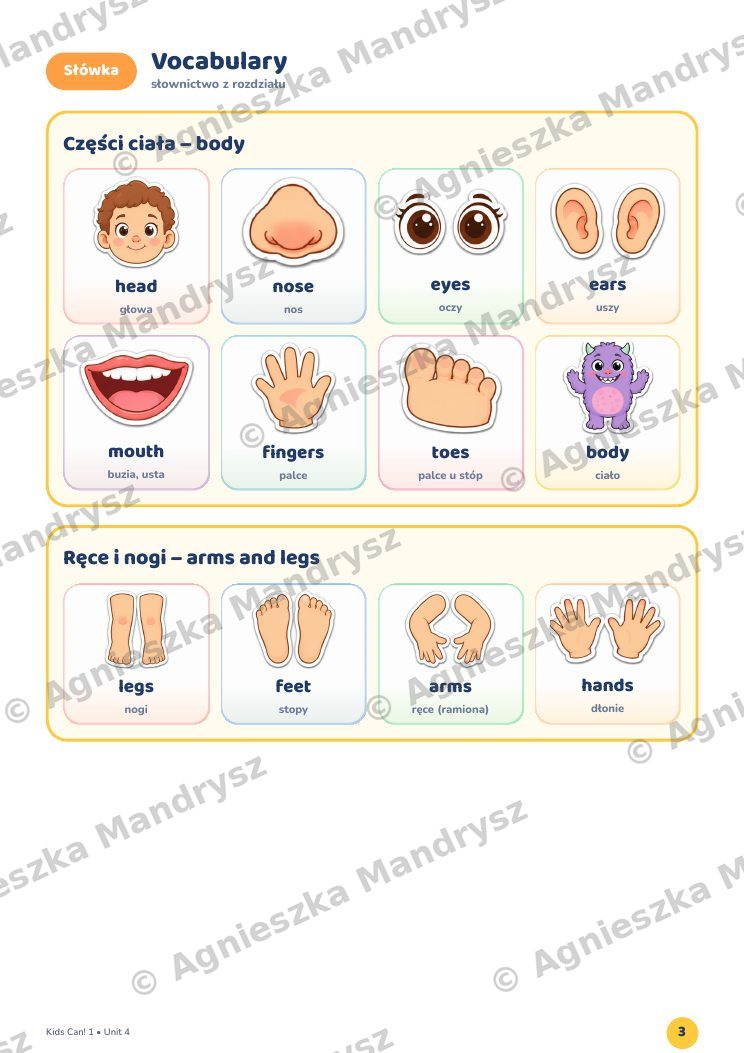 Słówka
Vocabulary
słownictwo z rozdziału
Części ciała – body
head
głowa
nose
nos
eyes
oczy
ears
uszy
mouth
buzia, usta
fingers
palce
toes
palce u stóp
body
ciało
Ręce i nogi – arms and legs
legs
nogi
feet
stopy
arms
ręce (ramiona)
hands
dłonie
© Agnieszka Mandrysz
Kids Can! 1 • Unit 4
3